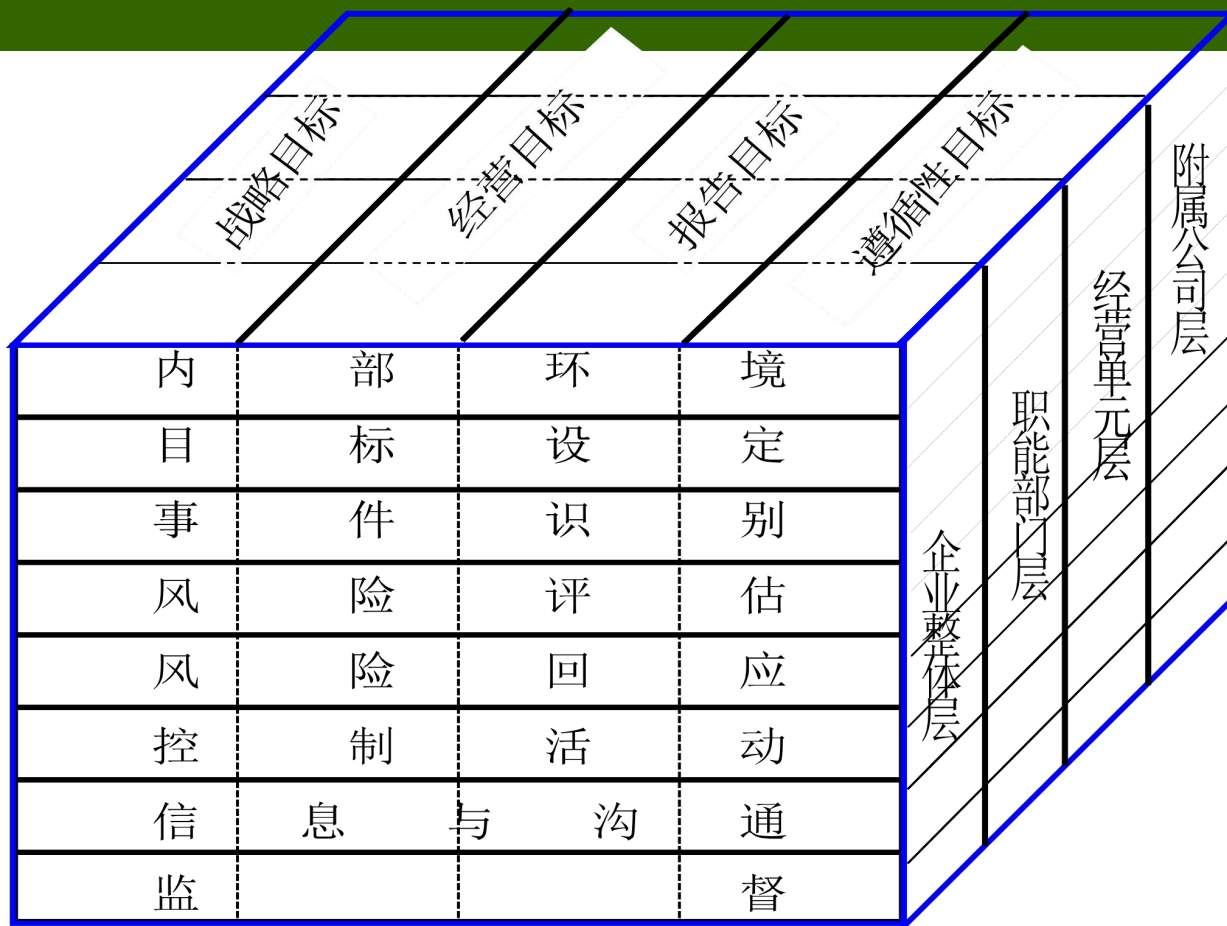 战略目标
经营目标
报告目标
遵循性目标
内部环境
目标设定
事件识别
风险评估
风险回应
控制活动
信息与沟通
监督
企业整体层
职能部门层
经营单元层
附属公司层